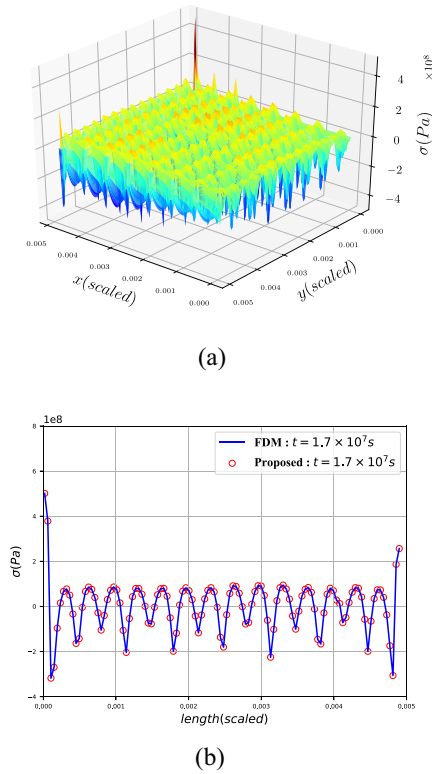 ×10⁸
4
2
0
−2
−4
σ(Pa)
0.005
0.004
0.003
0.002
0.001
0.000
x(scaled)
0.000
0.001
0.002
0.003
0.004
0.005
y(scaled)
(a)
1e8
8
6
4
2
0
−2
−4
σ(Pa)
FDM : t = 1.7 × 10⁷s
Proposed : t = 1.7 × 10⁷s
0.000 0.001 0.002 0.003 0.004 0.005
length(scaled)
(b)